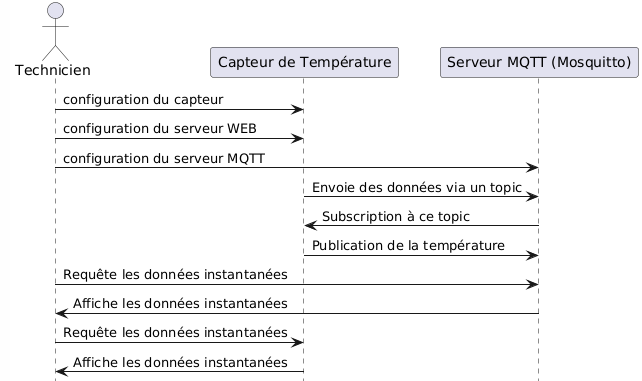 Technicien
Capteur de Température
Serveur MQTT (Mosquitto)
configuration du capteur
configuration du serveur WEB
configuration du serveur MQTT
Envoie des données via un topic
Subscription à ce topic
Publication de la température
Requête les données instantanées
Affiche les données instantanées
Requête les données instantanées
Affiche les données instantanées